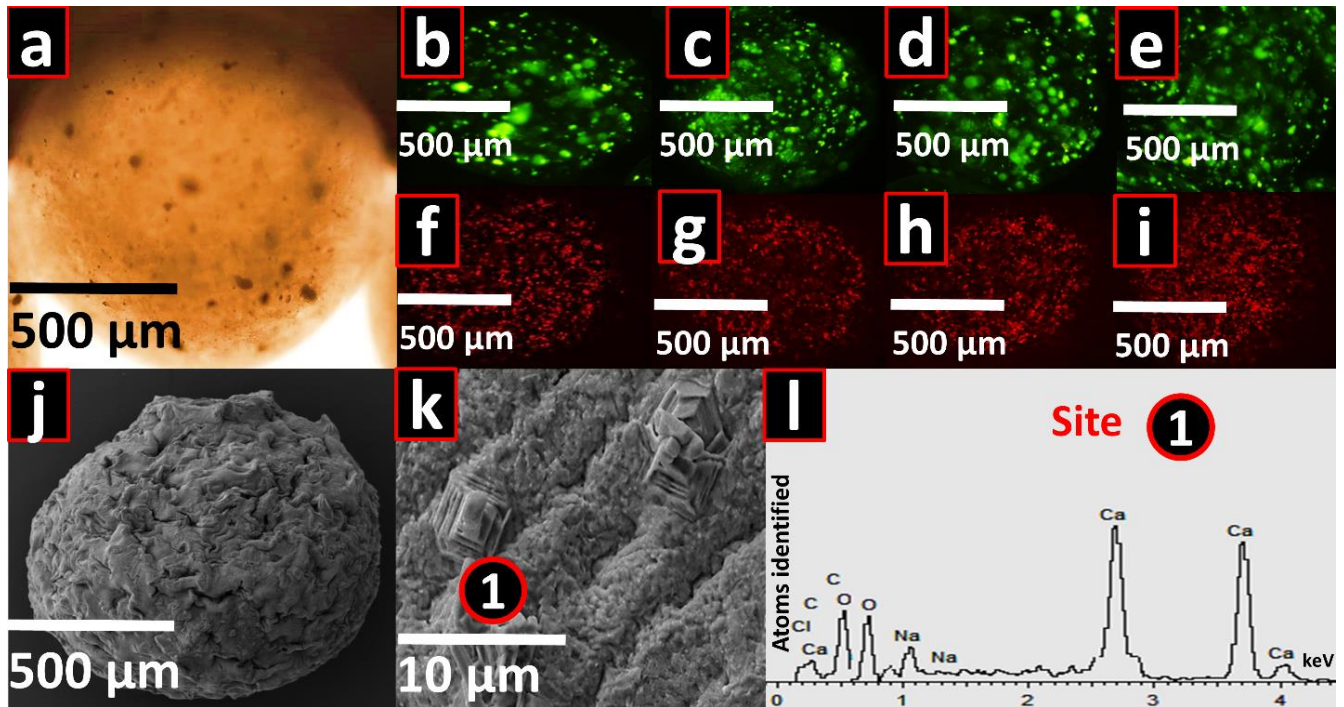 a
500 µm
b
500 µm
c
500 µm
d
500 µm
e
500 µm
f
500 µm
g
500 µm
h
500 µm
i
500 µm
j
500 µm
k
1
10 µm
l
Site 1
Atoms identified
C
C
O
O
Cl
Ca
Na
Na
Ca
Ca
Ca
keV
0 1 2 3 4